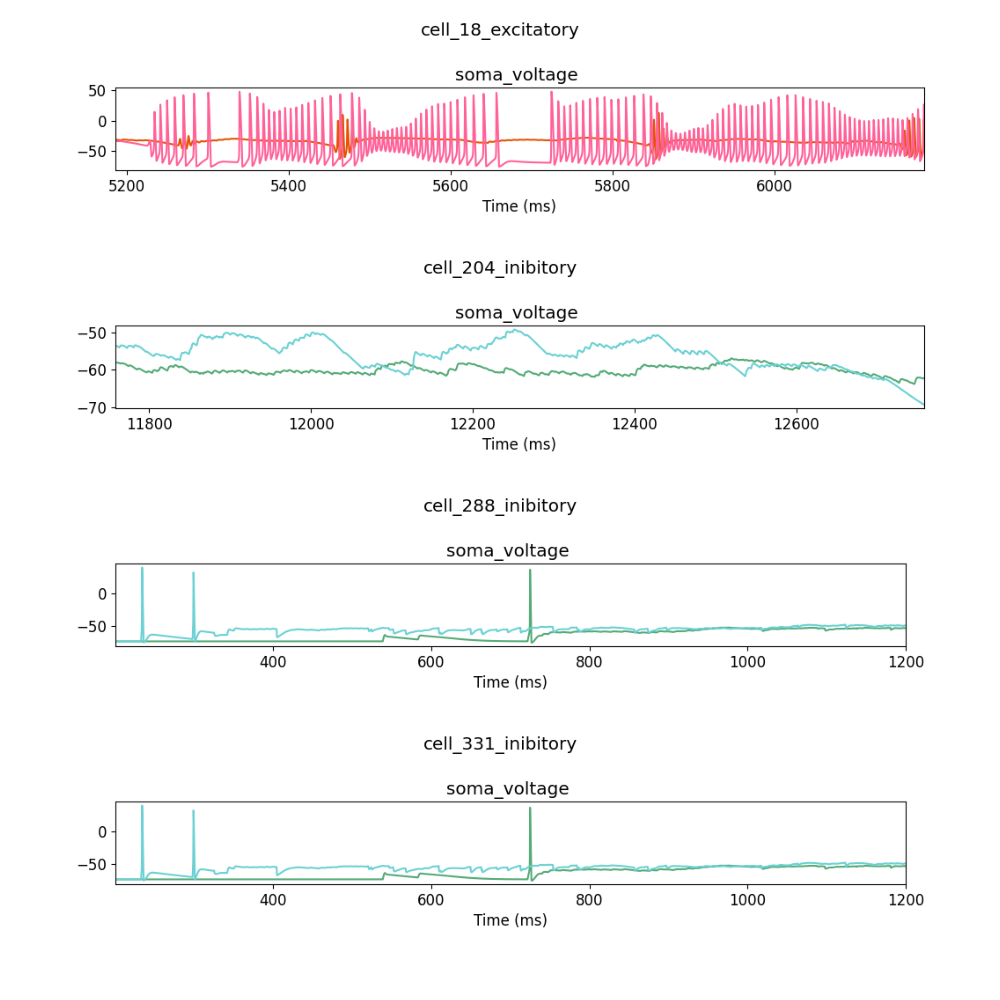 cell_18_excitatory
soma_voltage
50
0
−50
5200 5400 5600 5800 6000
Time (ms)
cell_204_inibitory
soma_voltage
−50
−60
−70
11800 12000 12200 12400 12600
Time (ms)
cell_288_inibitory
soma_voltage
0
−50
400 600 800 1000 1200
Time (ms)
cell_331_inibitory
soma_voltage
0
−50
400 600 800 1000 1200
Time (ms)